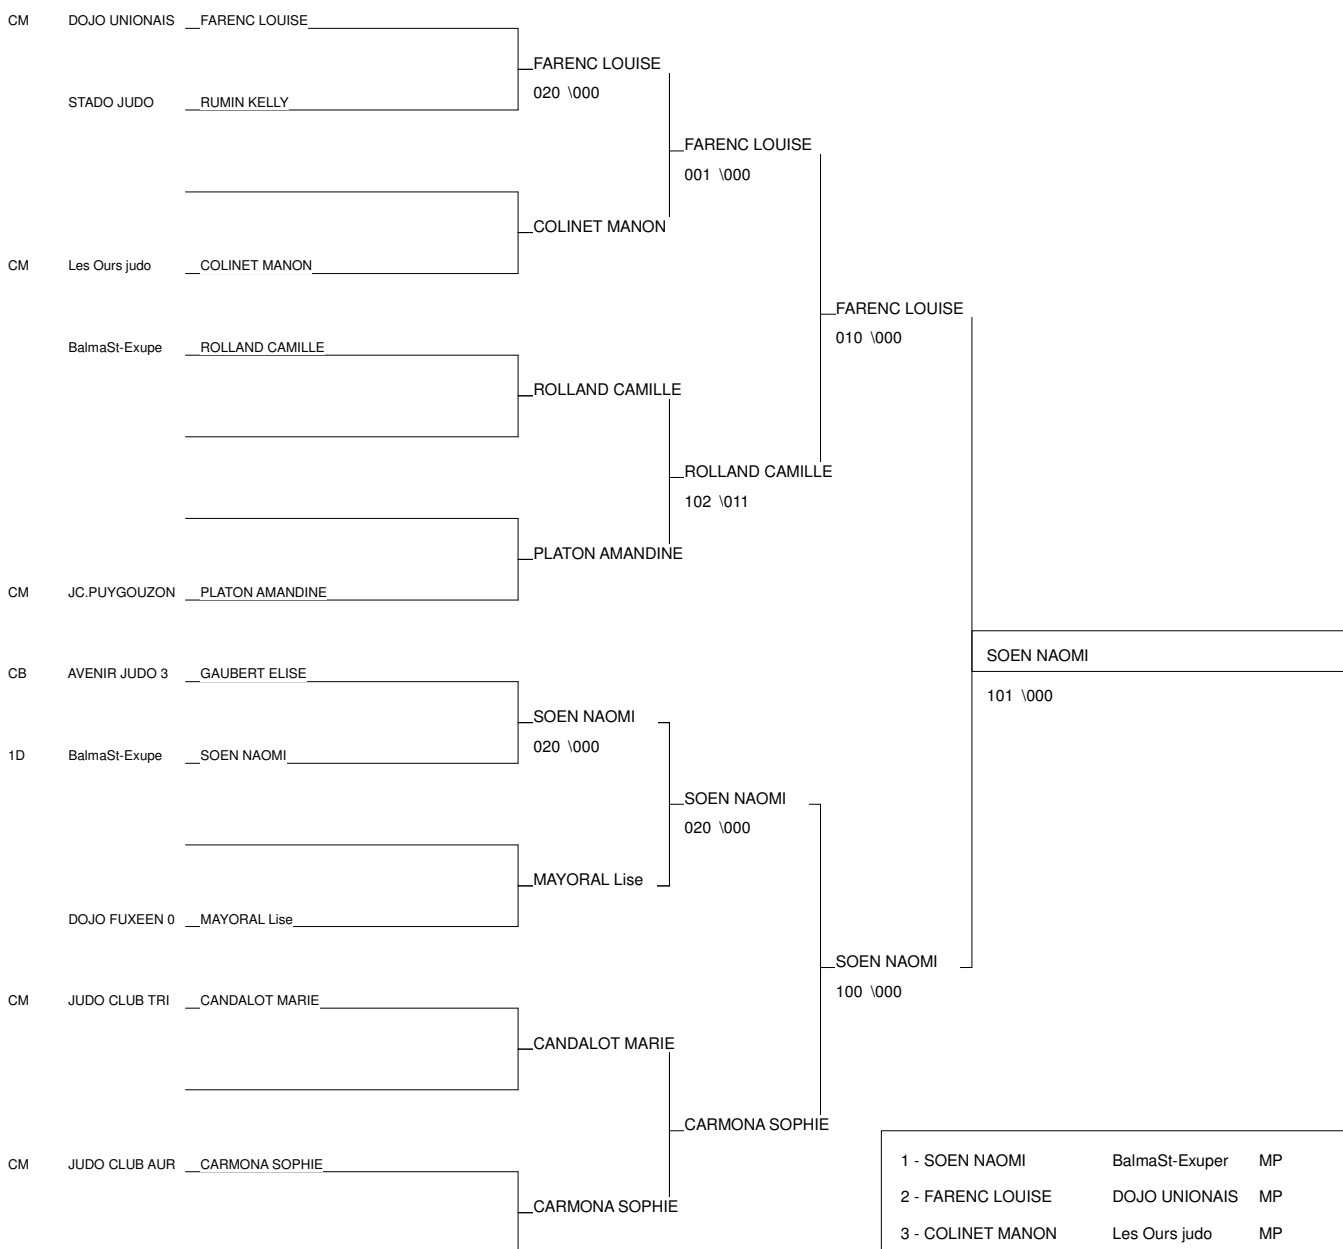 CM DOJO UNIONAIS FARENC LOUISE
FARENC LOUISE
020 \000
STADO JUDO RUMIN KELLY
FARENC LOUISE
001 \000
COLINET MANON
CM Les Ours judo COLINET MANON
FARENC LOUISE
010 \000
BalmaSt-Exupe ROLLAND CAMILLE
ROLLAND CAMILLE
ROLLAND CAMILLE
102 \011
PLATON AMANDINE
CM JC.PUYGOUZON PLATON AMANDINE
SOEN NAOMI
101 \000
CB AVENIR JUDO 3 GAUBERT ELISE
SOEN NAOMI
020 \000
1D BalmaSt-Exupe SOEN NAOMI
SOEN NAOMI
020 \000
MAYORAL Lise
DOJO FUXEEN 0 MAYORAL Lise
SOEN NAOMI
100 \000
CM JUDO CLUB TRI CANDALOT MARIE
CANDALOT MARIE
CARMONA SOPHIE
CM JUDO CLUB AUR CARMONA SOPHIE
CARMONA SOPHIE
1 - SOEN NAOMI BalmaSt-Exuper MP
2 - FARENC LOUISE DOJO UNIONAIS MP
3 - COLINET MANON Les Ours judo MP